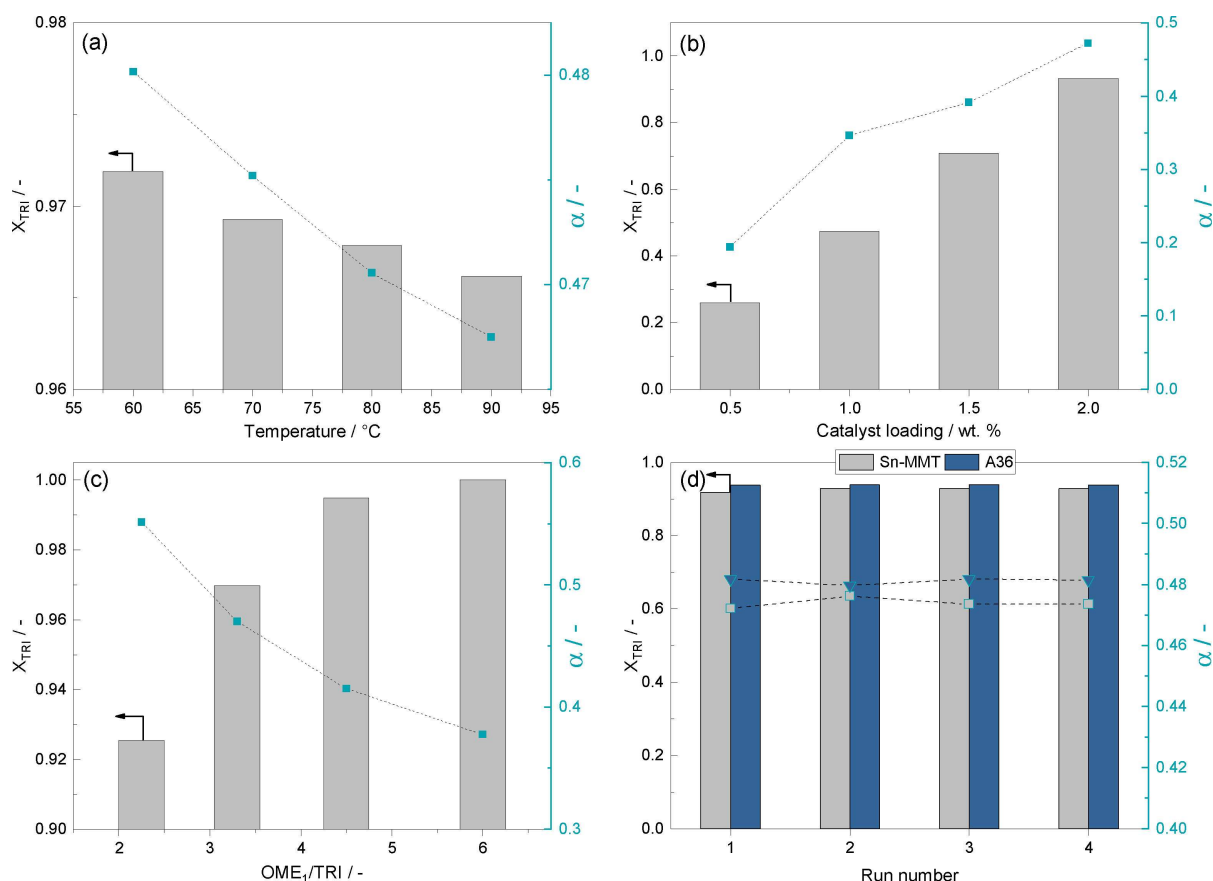 (a)
X_TRI / -
0.98
0.97
0.96
0.48
0.47
α / -
55 60 65 70 75 80 85 90 95
Temperature / °C
(b)
X_TRI / -
1.0
0.8
0.6
0.4
0.2
0.0
0.5
0.4
0.3
0.2
0.1
0.0
α / -
0.5 1.0 1.5 2.0
Catalyst loading / wt. %
(c)
X_TRI / -
1.00
0.98
0.96
0.94
0.92
0.90
0.6
0.5
0.4
0.3
α / -
2 3 4 5 6
OME₁/TRI / -
Sn-MMT A36
(d)
X_TRI / -
1.0
0.8
0.6
0.4
0.2
0.0
0.52
0.50
0.48
0.46
0.44
0.42
0.40
α / -
1 2 3 4
Run number